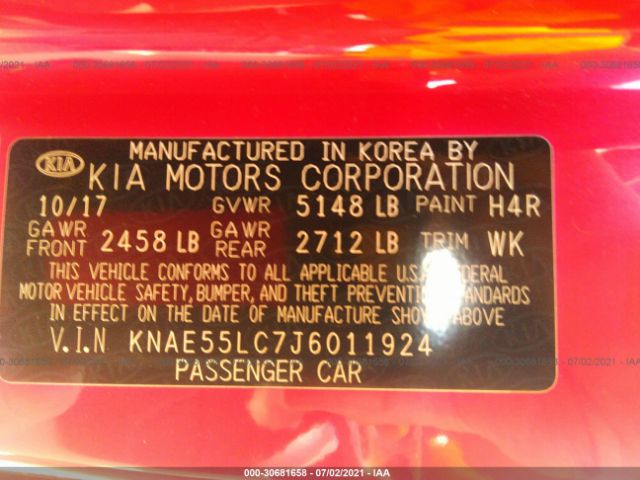 MANUFACTURED IN KOREA BY
KIA KIA MOTORS CORPORATION
10/17 GVWR 5148 LB PAINT H4R
GAWR FRONT 2458 LB GAWR REAR 2712 LB TRIM WK
THIS VEHICLE CONFORMS TO ALL APPLICABLE U.S.A FEDERAL
MOTOR VEHICLE SAFETY, BUMPER, AND THEFT PREVENTION STANDARDS
IN EFFECT ON THE DATE OF MANUFACTURE SHOWN ABOVE
V.I.N KNAE55LC7J6011924
PASSENGER CAR
000-30681658 - 07/02/2021 - IAA